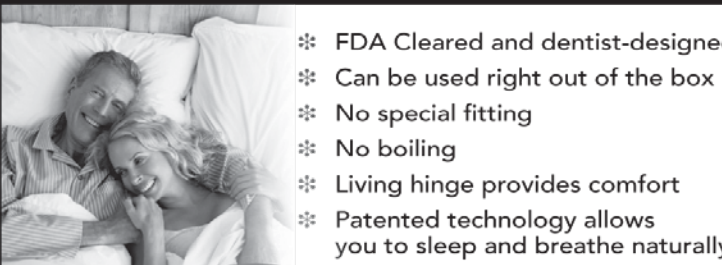 FDA Cleared and dentist-designed
Can be used right out of the box
No special fitting
No boiling
Living hinge provides comfort
Patented technology allows
you to sleep and breathe naturally